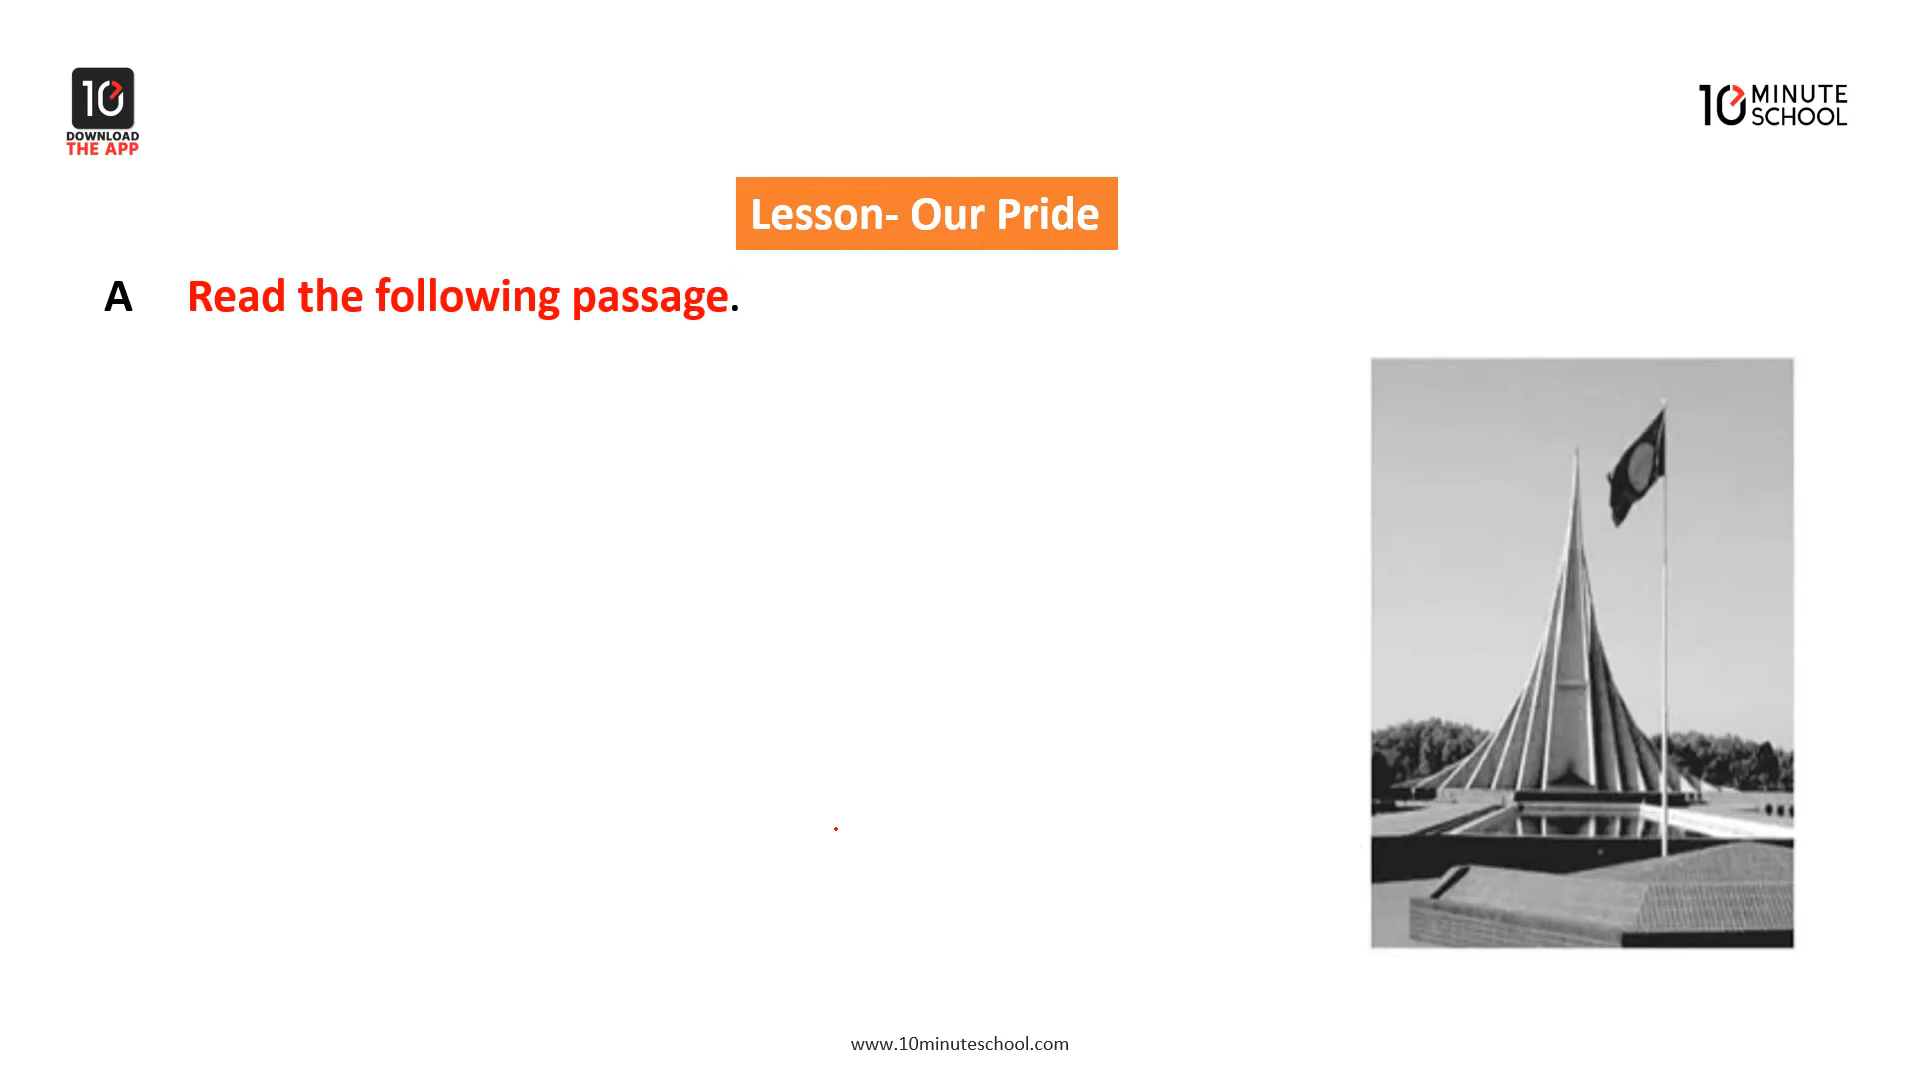 10
DOWNLOAD
THE APP
10 MINUTE
SCHOOL
Lesson- Our Pride
A Read the following passage.
www.10minuteschool.com